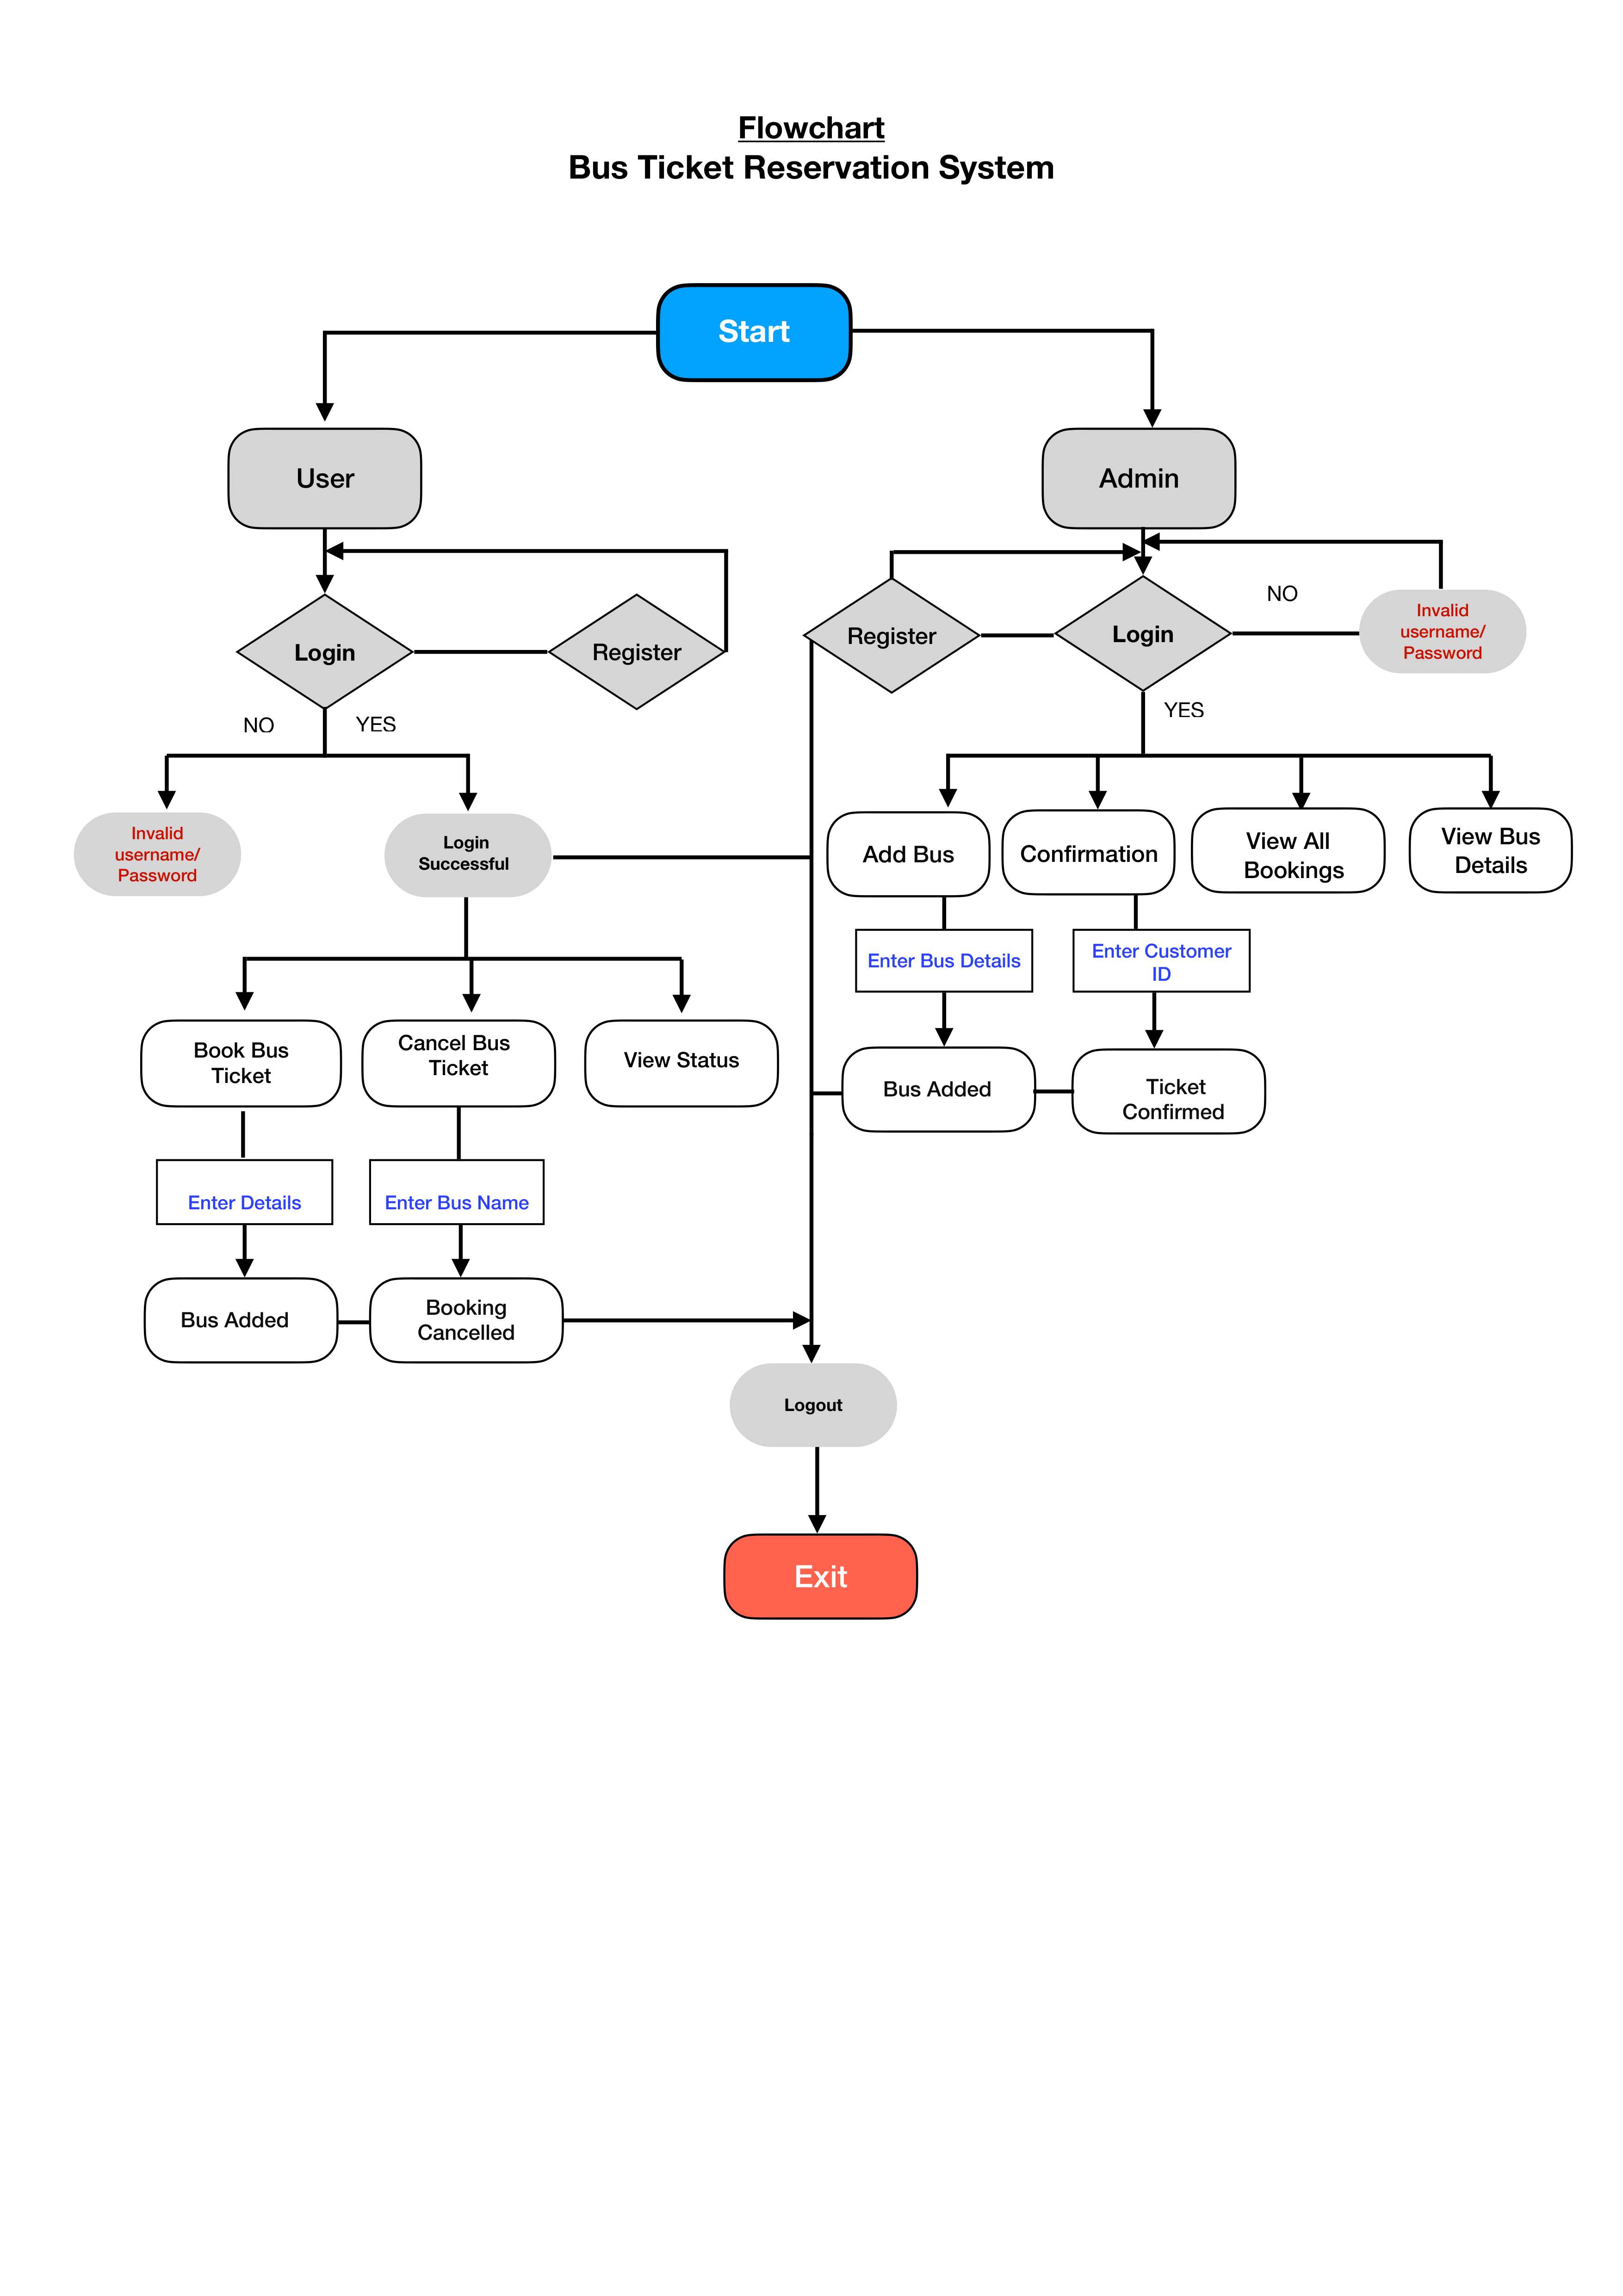 Flowchart
Bus Ticket Reservation System
Start
User
Admin
Login
Register
Register
Login
NO
Invalid
username/
Password
NO
YES
YES
Invalid
username/
Password
Login
Successful
Add Bus
Confirmation
View All
Bookings
View Bus
Details
Enter Bus Details
Enter Customer
ID
Book Bus
Ticket
Cancel Bus
Ticket
View Status
Bus Added
Ticket
Confirmed
Enter Details
Enter Bus Name
Bus Added
Booking
Cancelled
Logout
Exit